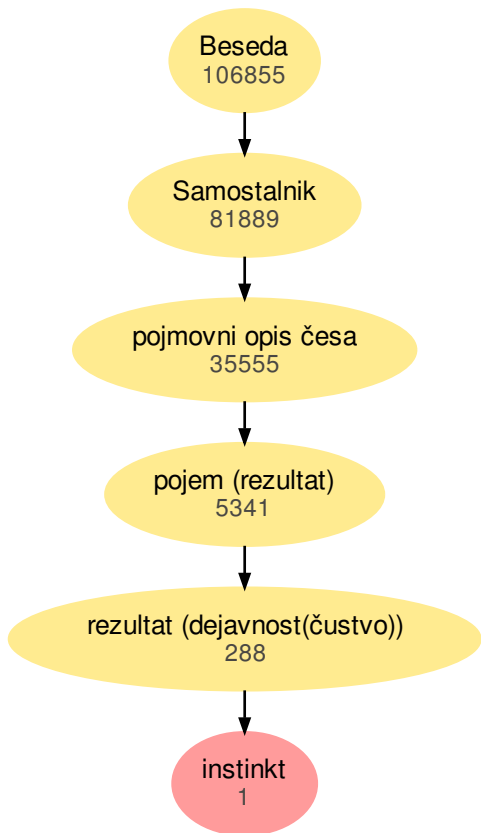 Beseda
106855
Samostalnik
81889
pojmovni opis česa
35555
pojem (rezultat)
5341
rezultat (dejavnost(čustvo))
288
instinkt
1